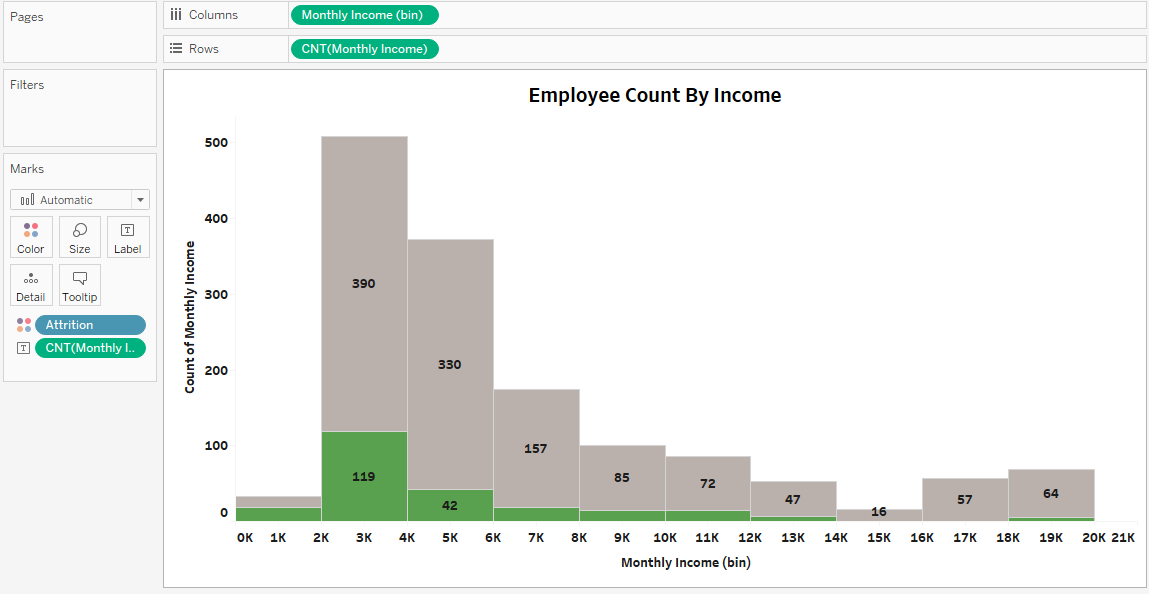 Pages
Columns
Monthly Income (bin)
Rows
CNT(Monthly Income)
Filters
Marks
Automatic
Color
Size
Label
Detail
Tooltip
Attrition
CNT(Monthly I..
Employee Count By Income
Count of Monthly Income
500
400
300
200
100
0
390
119
330
42
157
85
72
47
16
57
64
0K 1K 2K 3K 4K 5K 6K 7K 8K 9K 10K 11K 12K 13K 14K 15K 16K 17K 18K 19K 20K 21K
Monthly Income (bin)